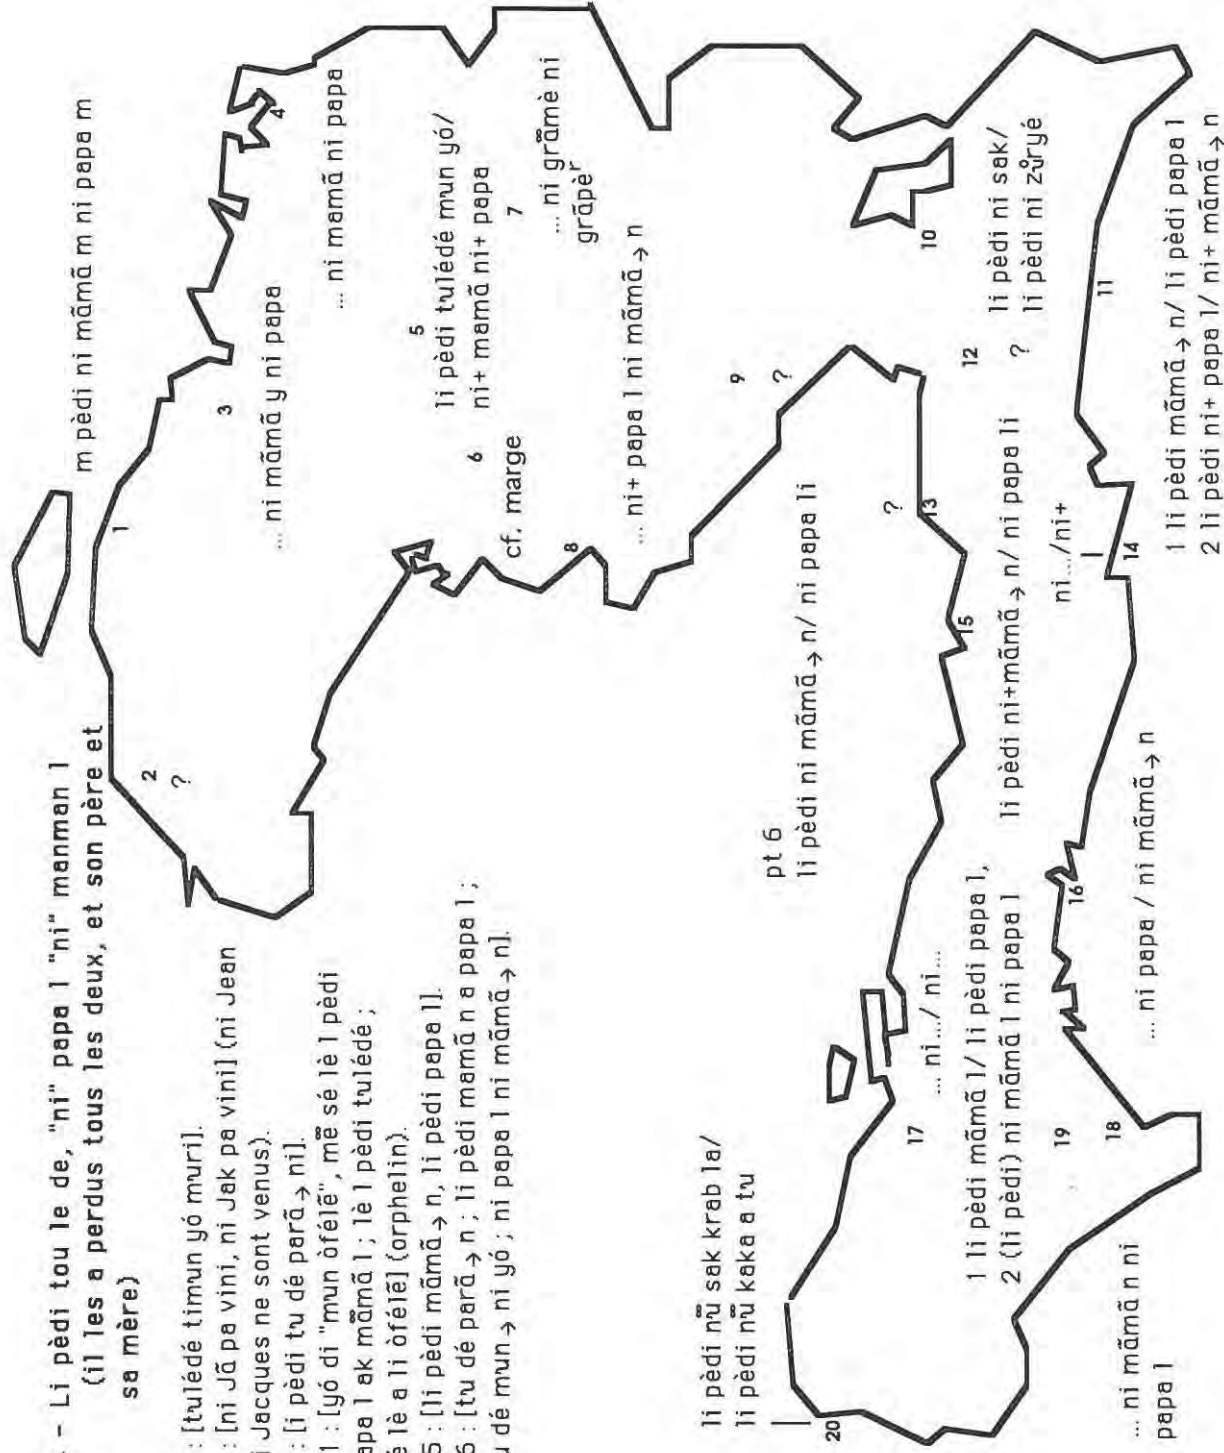 - Li pèdi tou le de, "ni" papa l "ni" manman l
(il les a perdus tous les deux, et son père et
sa mère)
: [tulédé timun yó muri].
: [ni Jã pa vini, ni Jak pa vini] (ni Jean
Jacques ne sont venus).
: [i pèdi tu dé parã→ni].
1 : [yó di "mun òfélẽ", mẽ sé lè l pèdi
apa l ak mãmã l ; lè l pèdi tulédé ;
é lè a li òfélẽ] (orphelin).
5 : [li pèdi mãmã→n, li pèdi papa l].
6 : [tu dé parã→n ; li pèdi mamã n a papa l ;
u dé mun→ni yó ; ni papa l ni mãmã→n].
m pèdi ni mãmã m ni papa m
1
2
?
3
... ni mãmã y ni papa
4
... ni mamã ni papa
5
li pèdi tulédé mun yó/
ni+ mamã ni+ papa
6
cf. marge
7
... ni grãmè ni
grãpèʳ
8
... ni+ papa l ni mãmã→n
9
?
10
li pèdi ni sak/
li pèdi ni zòryé
11
1 li pèdi mãmã→n/ li pèdi papa l
2 li pèdi ni+ papa l/ ni+ mãmã→n
12
?
13
?
li pèdi ni+mãmã→n/ ni papa li
14
ni.../ni+
15
pt 6
li pèdi ni mãmã→n/ ni papa li
16
... ni papa / ni mãmã→n
17
... ni.../ ni...
1 li pèdi mãmã l/ li pèdi papa l,
2 (li pèdi) ni mãmã l ni papa l
19
18
... ni mãmã n ni
papa l
li pèdi nũ sak krab la/
li pèdi nũ kaka a tu
20